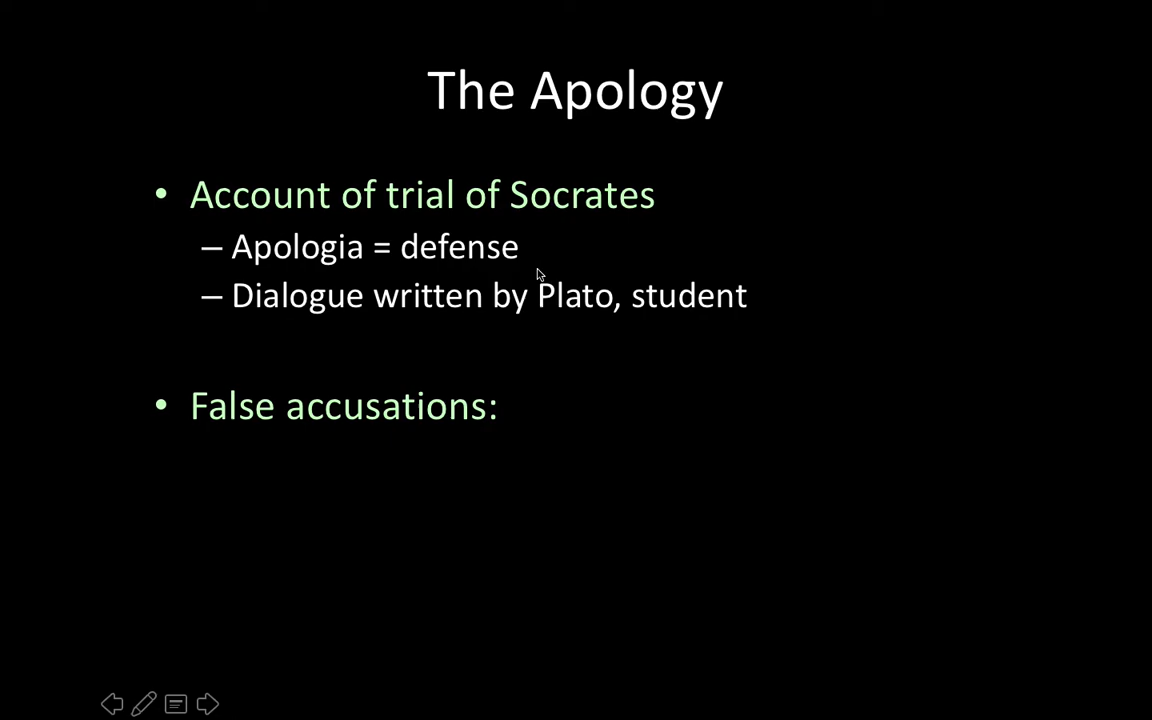 The Apology
• Account of trial of Socrates
– Apologia = defense
– Dialogue written by Plato, student
• False accusations: